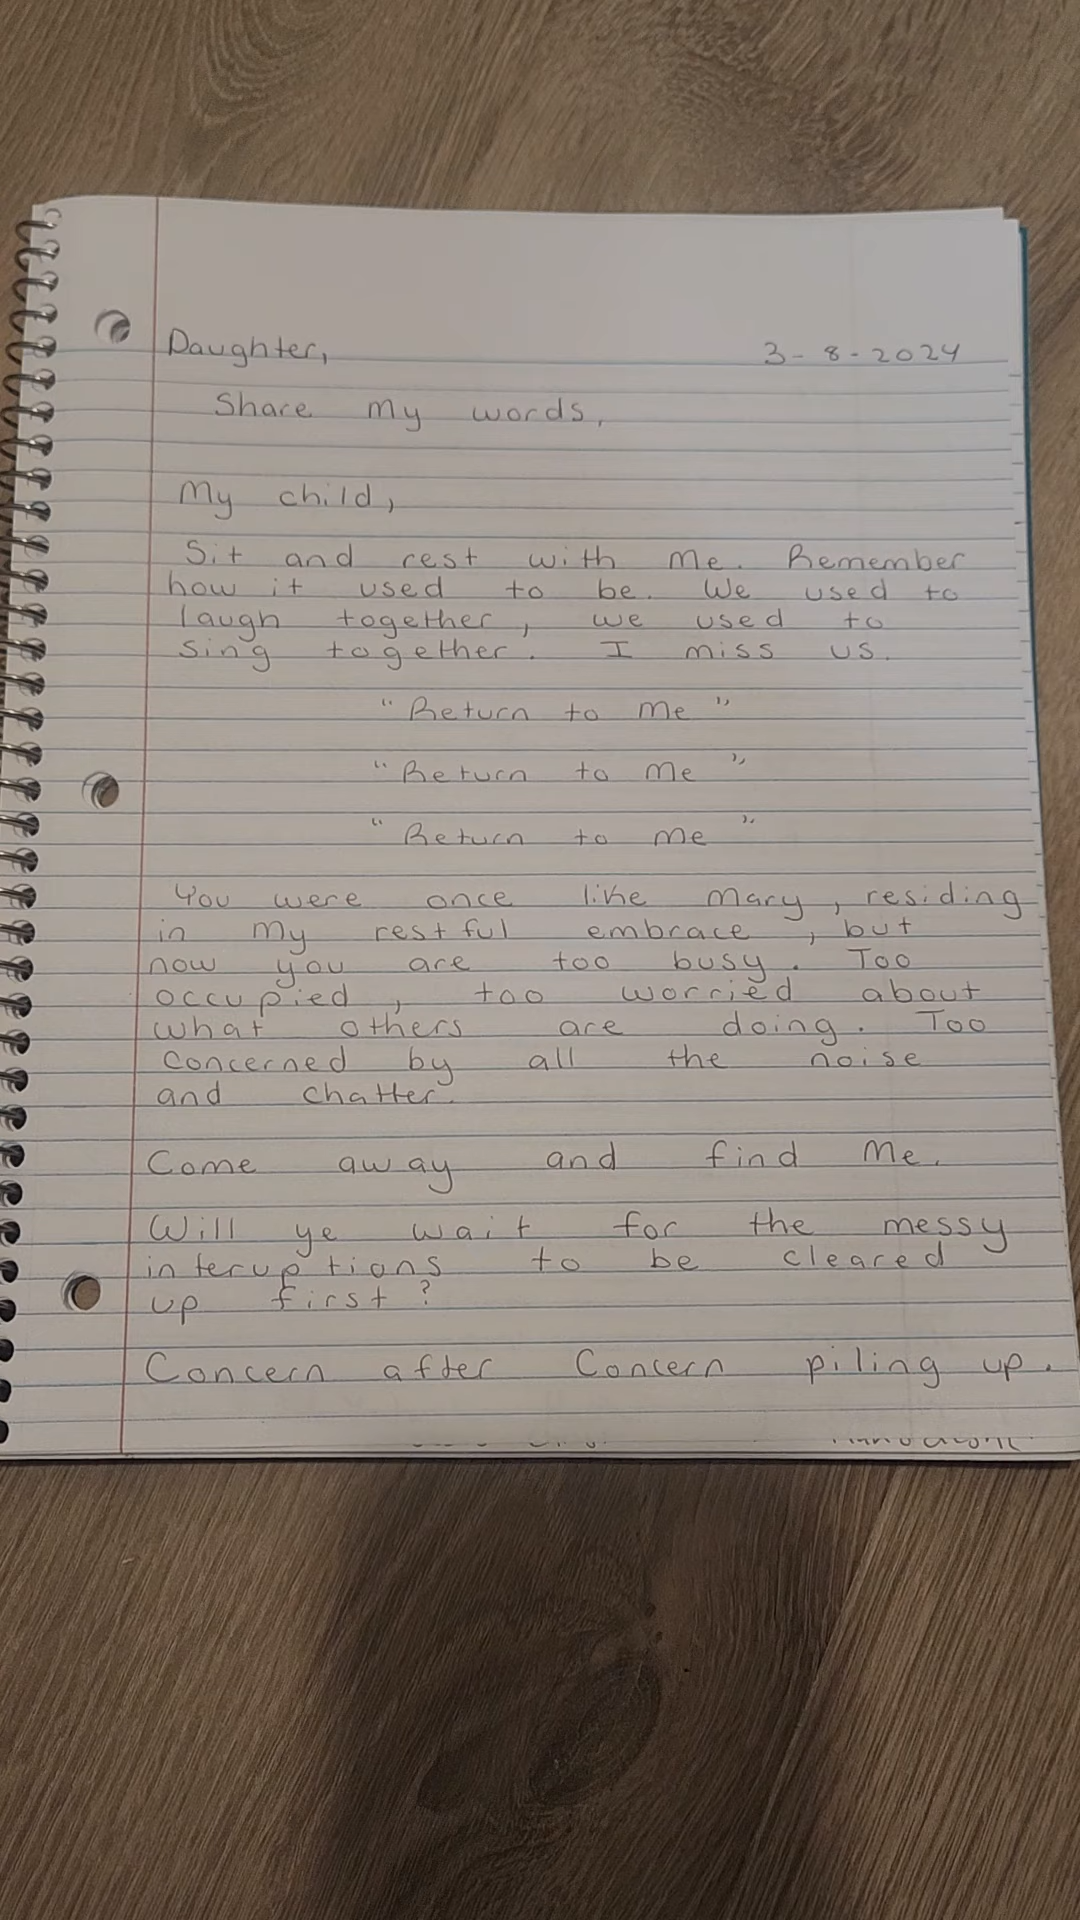 Daughter, 3-8-2024
Share My words,
My child,
Sit and rest with Me. Remember
how it used to be. We used to
laugh together, we used to
sing together. I miss us.
"Return to Me"
"Return to Me"
"Return to Me"
You were once like Mary, residing
in My restful embrace, but
now you are too busy. Too
occupied, too worried about
what others are doing. Too
concerned by all the noise
and chatter.
Come away and find Me.
Will ye wait for the messy
interuptions to be cleared
up first?
Concern after Concern piling up.